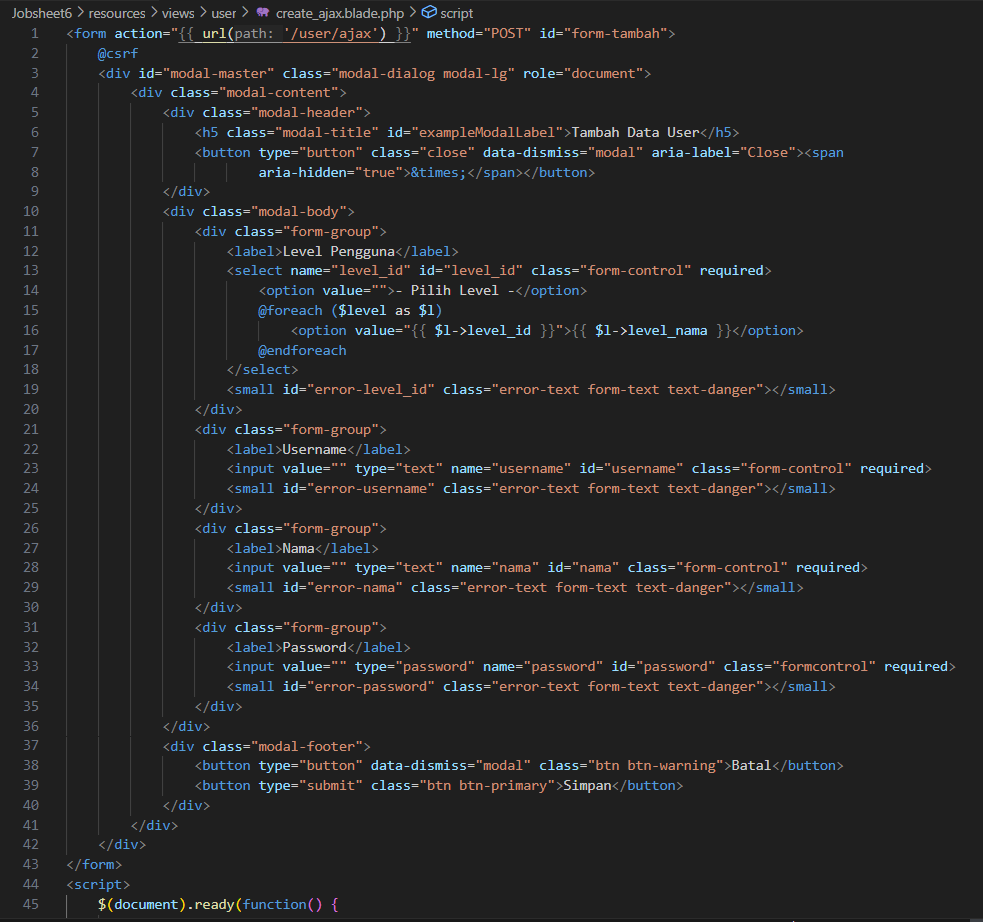 Jobsheet6 > resources > views > user > create_ajax.blade.php > script
1 <form action="{{ url(path: '/user/ajax') }}" method="POST" id="form-tambah">
2 @csrf
3 <div id="modal-master" class="modal-dialog modal-lg" role="document">
4 <div class="modal-content">
5 <div class="modal-header">
6 <h5 class="modal-title" id="exampleModalLabel">Tambah Data User</h5>
7 <button type="button" class="close" data-dismiss="modal" aria-label="Close"><span
8 aria-hidden="true">&times;</span></button>
9 </div>
10 <div class="modal-body">
11 <div class="form-group">
12 <label>Level Pengguna</label>
13 <select name="level_id" id="level_id" class="form-control" required>
14 <option value="">- Pilih Level -</option>
15 @foreach ($level as $l)
16 <option value="{{ $l->level_id }}">{{ $l->level_nama }}</option>
17 @endforeach
18 </select>
19 <small id="error-level_id" class="error-text form-text text-danger"></small>
20 </div>
21 <div class="form-group">
22 <label>Username</label>
23 <input value="" type="text" name="username" id="username" class="form-control" required>
24 <small id="error-username" class="error-text form-text text-danger"></small>
25 </div>
26 <div class="form-group">
27 <label>Nama</label>
28 <input value="" type="text" name="nama" id="nama" class="form-control" required>
29 <small id="error-nama" class="error-text form-text text-danger"></small>
30 </div>
31 <div class="form-group">
32 <label>Password</label>
33 <input value="" type="password" name="password" id="password" class="formcontrol" required>
34 <small id="error-password" class="error-text form-text text-danger"></small>
35 </div>
36 </div>
37 <div class="modal-footer">
38 <button type="button" data-dismiss="modal" class="btn btn-warning">Batal</button>
39 <button type="submit" class="btn btn-primary">Simpan</button>
40 </div>
41 </div>
42 </div>
43 </form>
44 <script>
45 $(document).ready(function() {